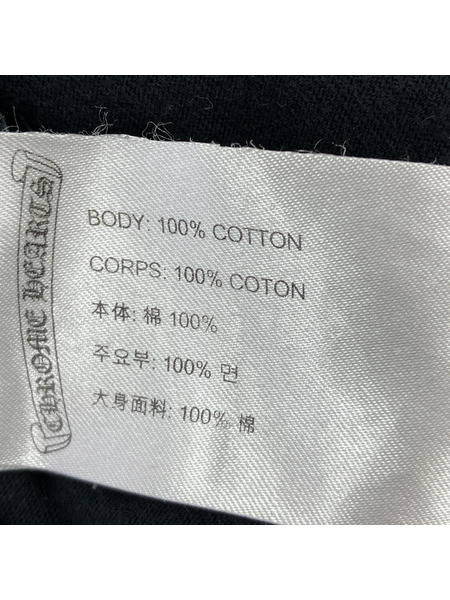 CHROME HEARTS
BODY: 100% COTTON
CORPS: 100% COTON
本体: 棉 100%
주요부: 100% 면
大身面料: 100% 棉